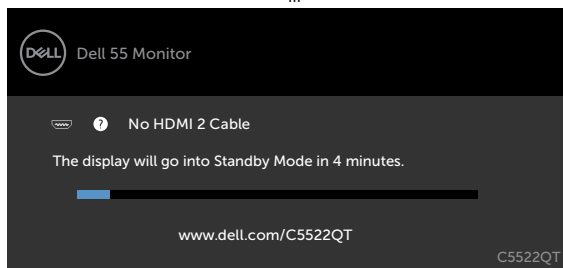 ...
DELL
Dell 55 Monitor
? No HDMI 2 Cable
The display will go into Standby Mode in 4 minutes.
www.dell.com/C5522QT
C5522QT